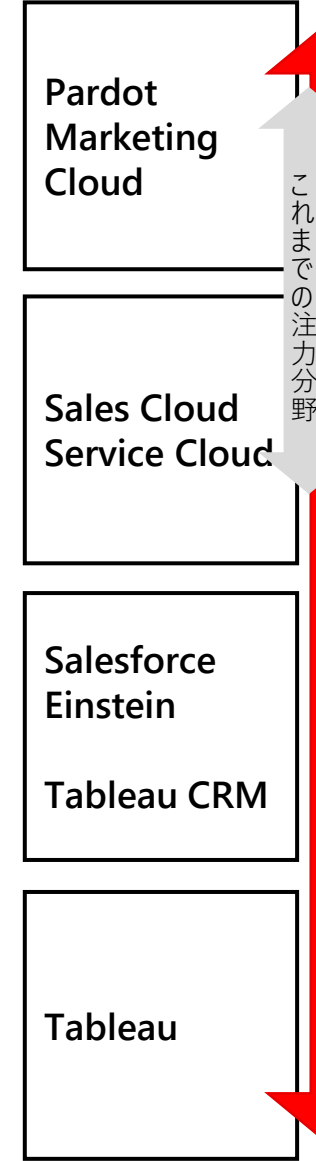 Pardot
Marketing
Cloud
これまでの注力分野
Sales Cloud
Service Cloud
Salesforce
Einstein
Tableau CRM
Tableau